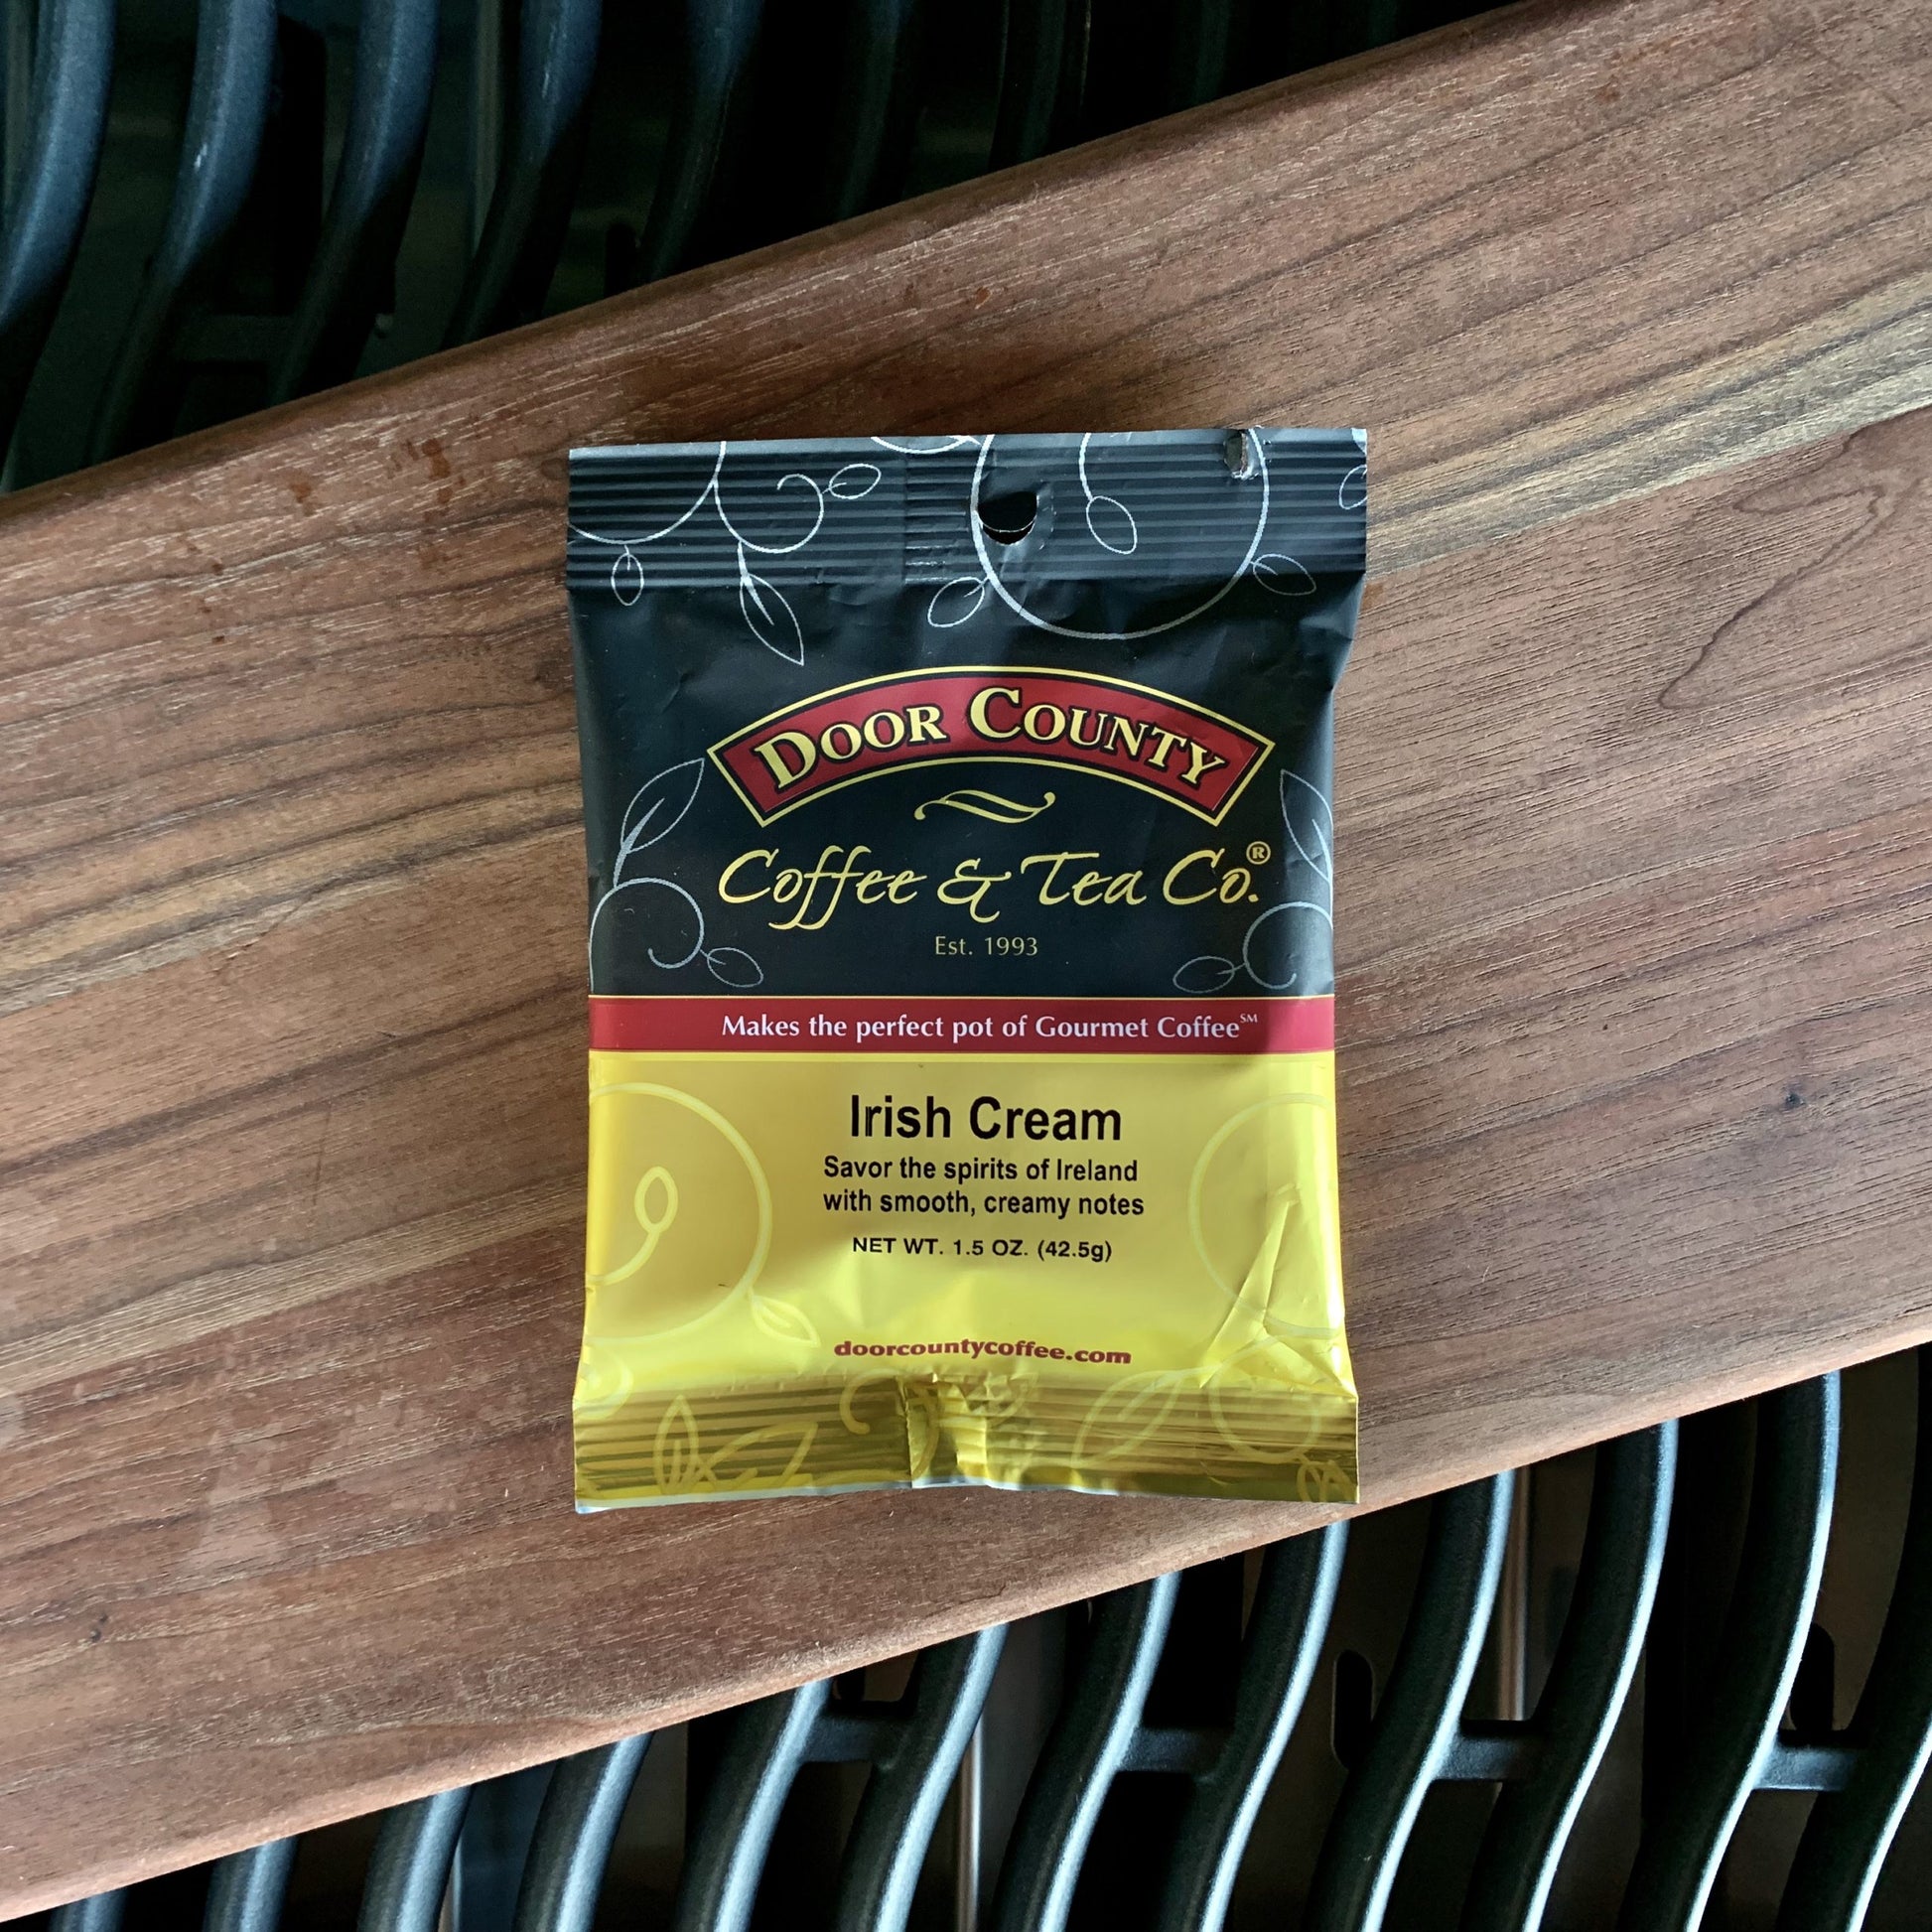 DOOR COUNTY
Coffee & Tea Co.®
Est. 1993
Makes the perfect pot of Gourmet Coffee℠
Irish Cream
Savor the spirits of Ireland
with smooth, creamy notes
NET WT. 1.5 OZ. (42.5g)
doorcountycoffee.com